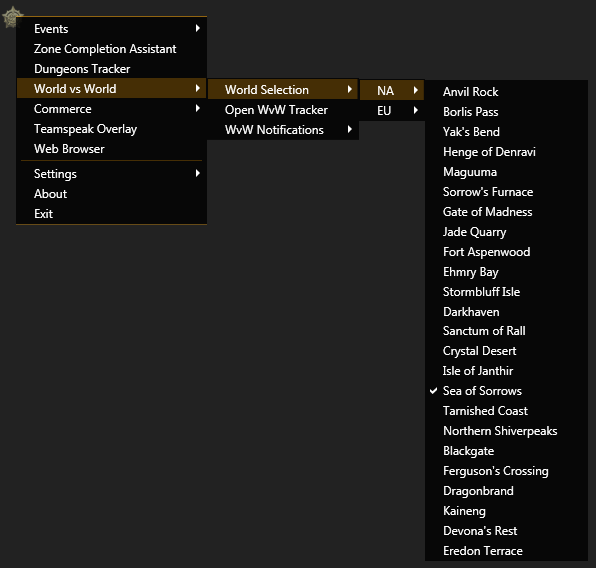 Events
Zone Completion Assistant
Dungeons Tracker
World vs World
Commerce
Teamspeak Overlay
Web Browser
Settings
About
Exit
World Selection
Open WvW Tracker
WvW Notifications
NA
EU
Anvil Rock
Borlis Pass
Yak's Bend
Henge of Denravi
Maguuma
Sorrow's Furnace
Gate of Madness
Jade Quarry
Fort Aspenwood
Ehmry Bay
Stormbluff Isle
Darkhaven
Sanctum of Rall
Crystal Desert
Isle of Janthir
Sea of Sorrows
Tarnished Coast
Northern Shiverpeaks
Blackgate
Ferguson's Crossing
Dragonbrand
Kaineng
Devona's Rest
Eredon Terrace